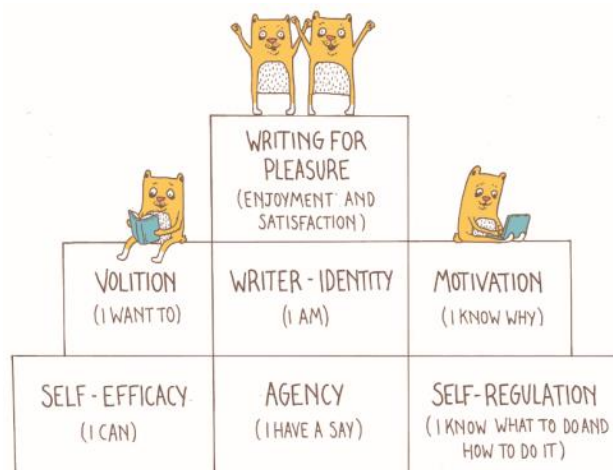 WRITING FOR
PLEASURE
(ENJOYMENT AND
SATISFACTION)
VOLITION
(I WANT TO)
WRITER - IDENTITY
(I AM)
MOTIVATION
(I KNOW WHY)
SELF - EFFICACY
(I CAN)
AGENCY
(I HAVE A SAY)
SELF - REGULATION
(I KNOW WHAT TO DO AND
HOW TO DO IT)